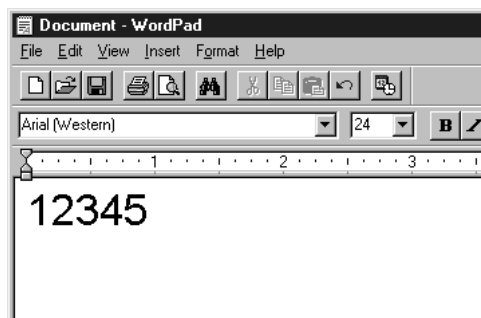 Document - WordPad
File Edit View Insert Format Help
Arial (Western) 24 B I
1 2 3
12345